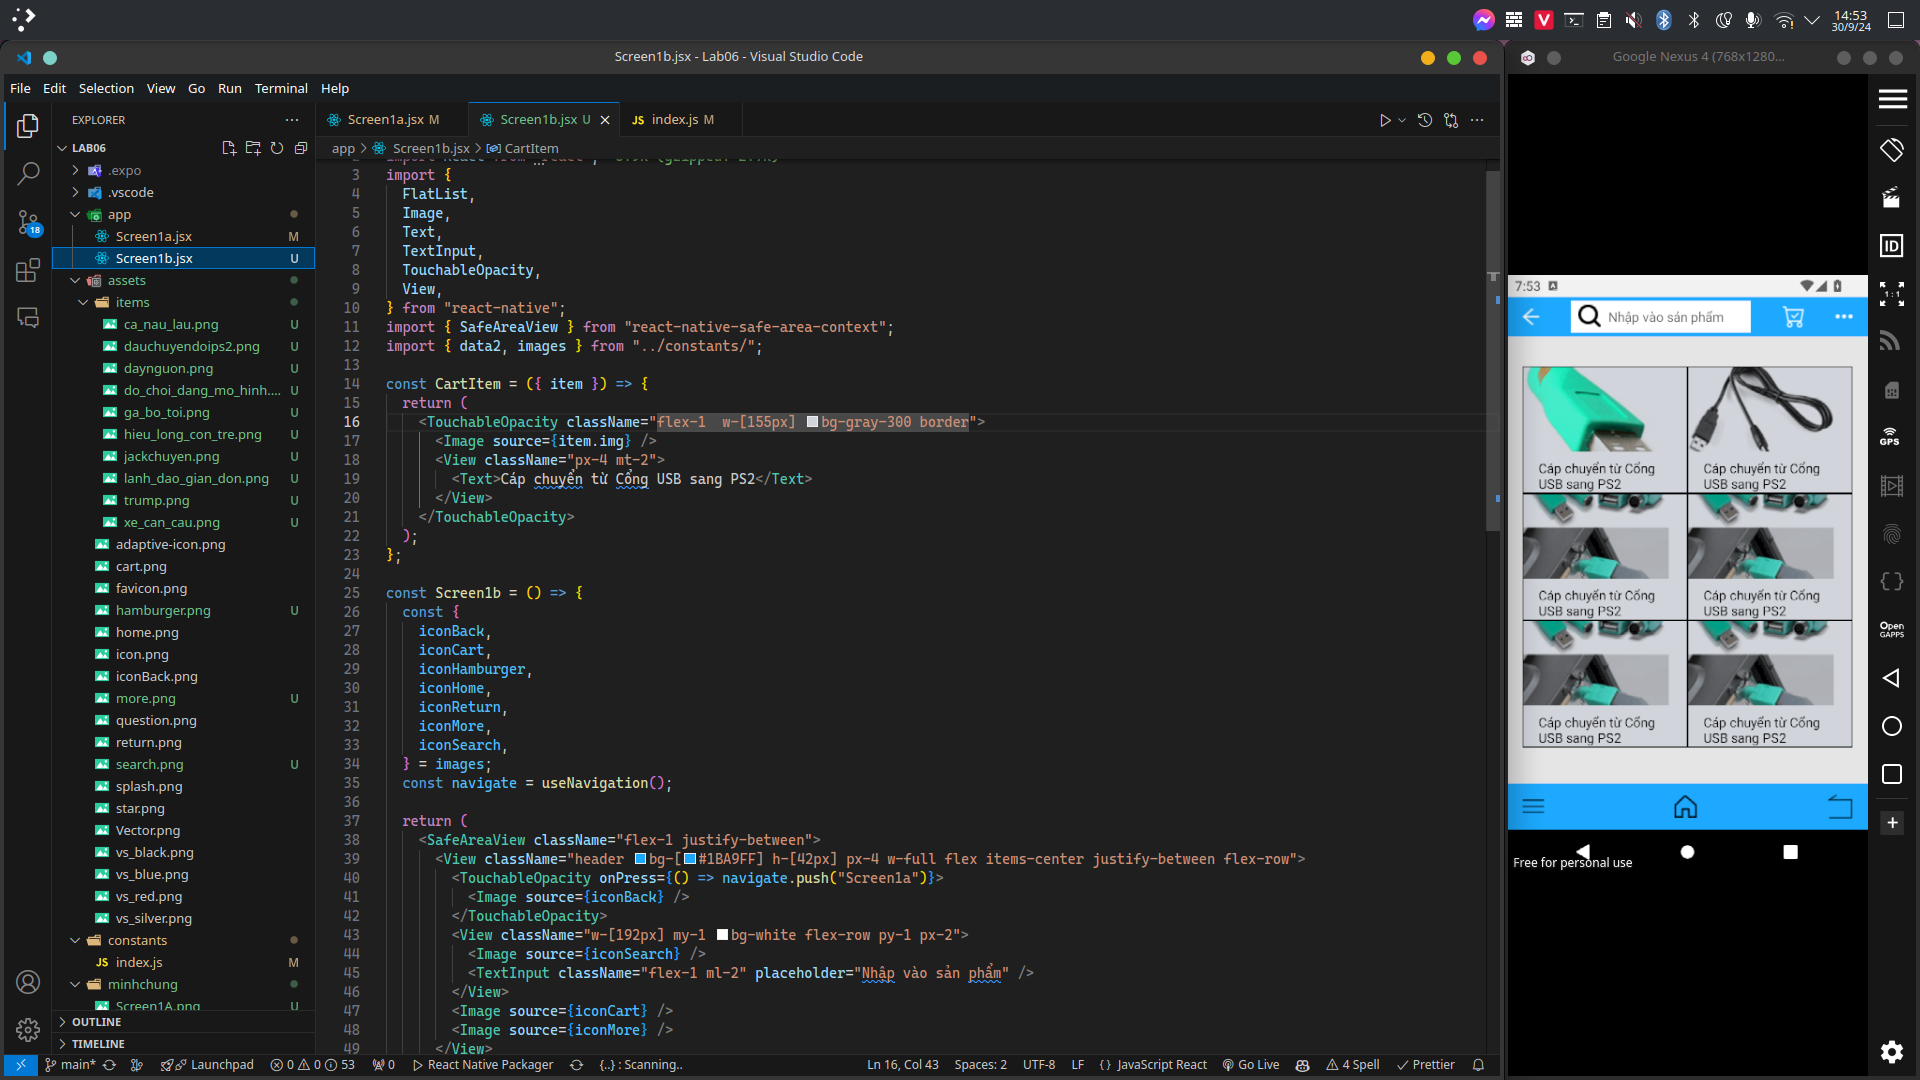 14:53
30/9/24
Screen1b.jsx - Lab06 - Visual Studio Code
File Edit Selection View Go Run Terminal Help
EXPLORER
LAB06
.expo
.vscode
app
Screen1a.jsx M
Screen1b.jsx U
assets
items
ca_nau_lau.png U
dauchuyendoips2.png U
daynguon.png U
do_choi_dang_mo_hinh.... U
ga_bo_toi.png U
hieu_long_con_tre.png U
jackchuyen.png U
lanh_dao_gian_don.png U
trump.png U
xe_can_cau.png U
adaptive-icon.png
cart.png
favicon.png
hamburger.png U
home.png
icon.png
iconBack.png
more.png U
question.png
return.png
search.png U
splash.png
star.png
Vector.png
vs_black.png
vs_blue.png
vs_red.png
vs_silver.png
constants
index.js M
minhchung
Screen1A.png U
OUTLINE
TIMELINE
18
Screen1a.jsx M
Screen1b.jsx U
JS index.js M
app > Screen1b.jsx > CartItem
3 import {
4 FlatList,
5 Image,
6 Text,
7 TextInput,
8 TouchableOpacity,
9 View,
10 } from "react-native";
11 import { SafeAreaView } from "react-native-safe-area-context";
12 import { data2, images } from "../constants/";
13
14 const CartItem = ({ item }) => {
15 return (
16 <TouchableOpacity className="flex-1  w-[155px] bg-gray-300 border">
17 <Image source={item.img} />
18 <View className="px-4 mt-2">
19 <Text>Cáp chuyển từ Cổng USB sang PS2</Text>
20 </View>
21 </TouchableOpacity>
22 );
23 };
24
25 const Screen1b = () => {
26 const {
27 iconBack,
28 iconCart,
29 iconHamburger,
30 iconHome,
31 iconReturn,
32 iconMore,
33 iconSearch,
34 } = images;
35 const navigate = useNavigation();
36
37 return (
38 <SafeAreaView className="flex-1 justify-between">
39 <View className="header bg-[#1BA9FF] h-[42px] px-4 w-full flex items-center justify-between flex-row">
40 <TouchableOpacity onPress={() => navigate.push("Screen1a")}>
41 <Image source={iconBack} />
42 </TouchableOpacity>
43 <View className="w-[192px] my-1 bg-white flex-row py-1 px-2">
44 <Image source={iconSearch} />
45 <TextInput className="flex-1 ml-2" placeholder="Nhập vào sản phẩm" />
46 </View>
47 <Image source={iconCart} />
48 <Image source={iconMore} />
49 </View>
main* Launchpad 0 0 53 0 React Native Packager {..} : Scanning.. Ln 16, Col 43 Spaces: 2 UTF-8 LF {} JavaScript React Go Live 4 Spell Prettier
Google Nexus 4 (768x1280...
7:53
Nhập vào sản phẩm
Cáp chuyển từ Cổng
USB sang PS2
Cáp chuyển từ Cổng
USB sang PS2
Cáp chuyển từ Cổng
USB sang PS2
Cáp chuyển từ Cổng
USB sang PS2
Cáp chuyển từ Cổng
USB sang PS2
Cáp chuyển từ Cổng
USB sang PS2
Free for personal use
1:1
ID
GPS
Open
GAPPS